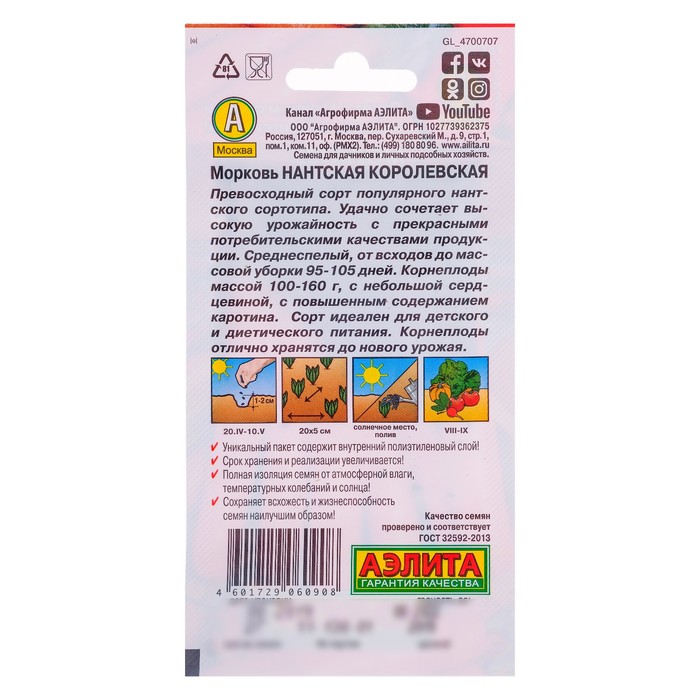 GL_4700707
81
А
Москва
Канал «Агрофирма АЭЛИТА» YouTube
ООО "Агрофирма АЭЛИТА". ОГРН 1027739362375
Россия, 127051, г. Москва, пер. Сухаревский М., д. 9, стр.1,
пом.1, ком.11, оф. (РМХ2). Тел.: (499) 180 80 96. www.ailita.ru
Семена для дачников и личных подсобных хозяйств.
Морковь НАНТСКАЯ КОРОЛЕВСКАЯ
Превосходный сорт популярного нант-
ского сортотипа. Удачно сочетает вы-
сокую урожайность с прекрасными
потребительскими качествами продук-
ции. Среднеспелый, от всходов до мас-
совой уборки 95-105 дней. Корнеплоды
массой 100-160 г, с небольшой серд-
цевиной, с повышенным содержанием
каротина. Сорт идеален для детского
и диетического питания. Корнеплоды
отлично хранятся до нового урожая.
1-2 см
20.IV-10.V
20х5 см
солнечное место,
полив
VIII-IX
Уникальный пакет содержит внутренний полиэтиленовый слой!
Срок хранения и реализации увеличивается!
Полная изоляция семян от атмосферной влаги,
температурных колебаний и солнца!
Сохраняет всхожесть и жизнеспособность
семян наилучшим образом!
Качество семян
проверено и соответствует
ГОСТ 32592-2013
АЭЛИТА
ГАРАНТИЯ КАЧЕСТВА
4 601729 060908